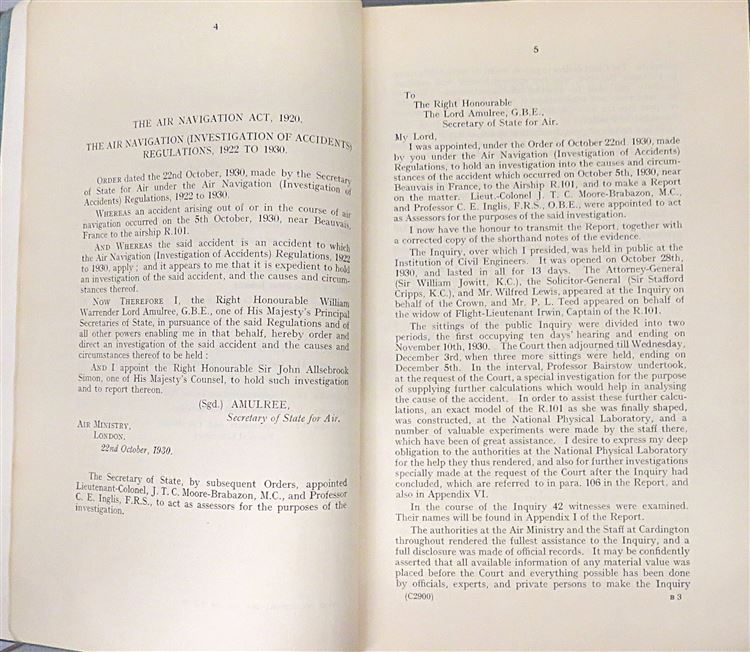 4
THE AIR NAVIGATION ACT, 1920.
THE AIR NAVIGATION (INVESTIGATION OF ACCIDENTS)
REGULATIONS, 1922 TO 1930.
ORDER dated the 22nd October, 1930, made by the Secretary
of State for Air under the Air Navigation (Investigation of
Accidents) Regulations, 1922 to 1930.
WHEREAS an accident arising out of or in the course of air
navigation occurred on the 5th October, 1930, near Beauvais,
France to the airship R.101.
AND WHEREAS the said accident is an accident to which
the Air Navigation (Investigation of Accidents) Regulations, 1922
to 1930, apply; and it appears to me that it is expedient to hold
an investigation of the said accident, and the causes and circum-
stances thereof.
NOW THEREFORE I, the Right Honourable William
Warrender Lord Amulree, G.B.E., one of His Majesty's Principal
Secretaries of State, in pursuance of the said Regulations and of
all other powers enabling me in that behalf, hereby order and
direct an investigation of the said accident and the causes and
circumstances thereof to be held :
AND I appoint the Right Honourable Sir John Allsebrook
Simon, one of His Majesty's Counsel, to hold such investigation
and to report thereon.
(Sgd.) AMULREE,
Secretary of State for Air.
AIR MINISTRY,
LONDON.
22nd October, 1930.
The Secretary of State, by subsequent Orders, appointed
Lieutenant-Colonel, J. T. C. Moore-Brabazon, M.C., and Professor
C. E. Inglis, F.R.S., to act as assessors for the purposes of the
investigation.
5
To
The Right Honourable
The Lord Amulree, G.B.E.,
Secretary of State for Air.
My Lord,
I was appointed, under the Order of October 22nd, 1930, made
by you under the Air Navigation (Investigation of Accidents)
Regulations, to hold an investigation into the causes and circum-
stances of the accident which occurred on October 5th, 1930, near
Beauvais in France, to the Airship R.101, and to make a Report
on the matter. Lieut.-Colonel J. T. C. Moore-Brabazon, M.C.,
and Professor C. E. Inglis, F.R.S., O.B.E., were appointed to act
as Assessors for the purposes of the said investigation.
I now have the honour to transmit the Report, together with
a corrected copy of the shorthand notes of the evidence.
The Inquiry, over which I presided, was held in public at the
Institution of Civil Engineers. It was opened on October 28th,
1930, and lasted in all for 13 days. The Attorney-General
(Sir William Jowitt, K.C.), the Solicitor-General (Sir Stafford
Cripps, K.C.), and Mr. Wilfred Lewis, appeared at the Inquiry on
behalf of the Crown, and Mr. P. L. Teed appeared on behalf of
the widow of Flight-Lieutenant Irwin, Captain of the R.101.
The sittings of the public Inquiry were divided into two
periods, the first occupying ten days' hearing and ending on
November 10th, 1930. The Court then adjourned till Wednesday,
December 3rd, when three more sittings were held, ending on
December 5th. In the interval, Professor Bairstow undertook,
at the request of the Court, a special investigation for the purpose
of supplying further calculations which would help in analysing
the cause of the accident. In order to assist these further calcu-
lations, an exact model of the R.101 as she was finally shaped,
was constructed, at the National Physical Laboratory, and a
number of valuable experiments were made by the staff there,
which have been of great assistance. I desire to express my deep
obligation to the authorities at the National Physical Laboratory
for the help they thus rendered, and also for further investigations
specially made at the request of the Court after the Inquiry had
concluded, which are referred to in para. 106 in the Report, and
also in Appendix VI.
In the course of the Inquiry 42 witnesses were examined.
Their names will be found in Appendix I of the Report.
The authorities at the Air Ministry and the Staff at Cardington
throughout rendered the fullest assistance to the Inquiry, and a
full disclosure was made of official records. It may be confidently
asserted that all available information of any material value was
placed before the Court and everything possible has been done
by officials, experts, and private persons to make the Inquiry
(C2900) B 3